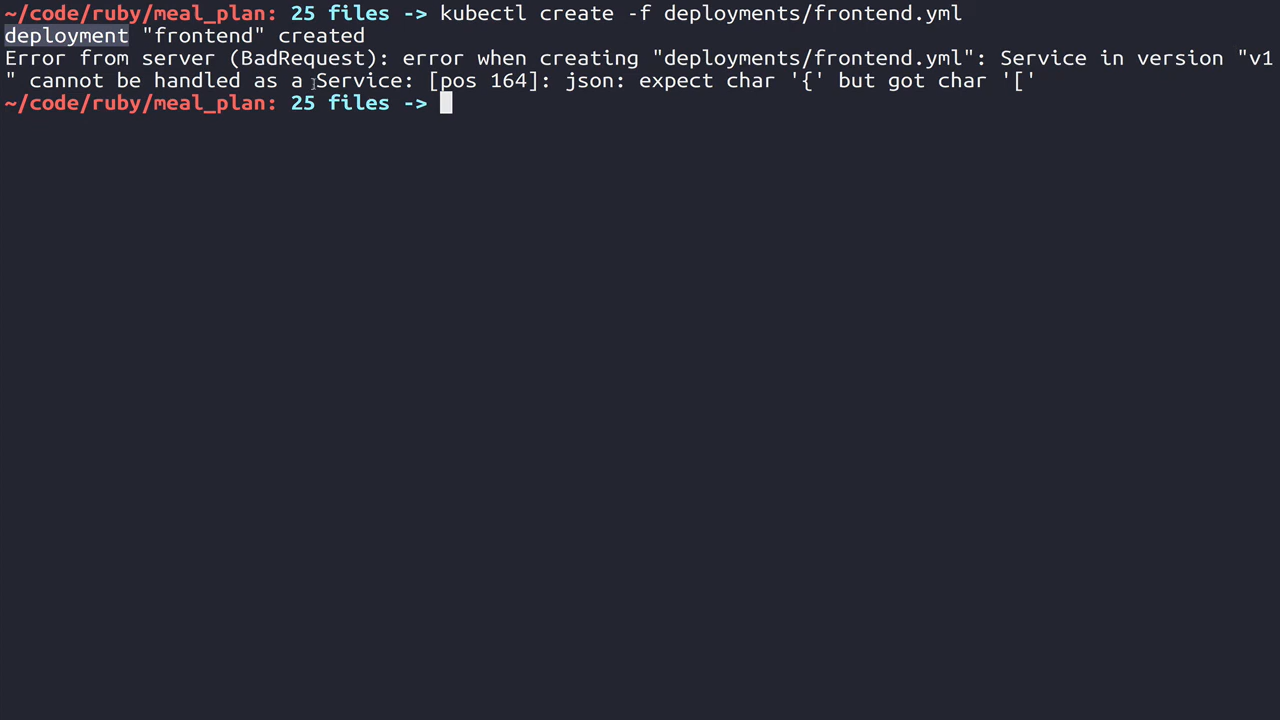 ~/code/ruby/meal_plan: 25 files -> kubectl create -f deployments/frontend.yml
deployment "frontend" created
Error from server (BadRequest): error when creating "deployments/frontend.yml": Service in version "v1
" cannot be handled as a Service: [pos 164]: json: expect char '{' but got char '['
~/code/ruby/meal_plan: 25 files ->